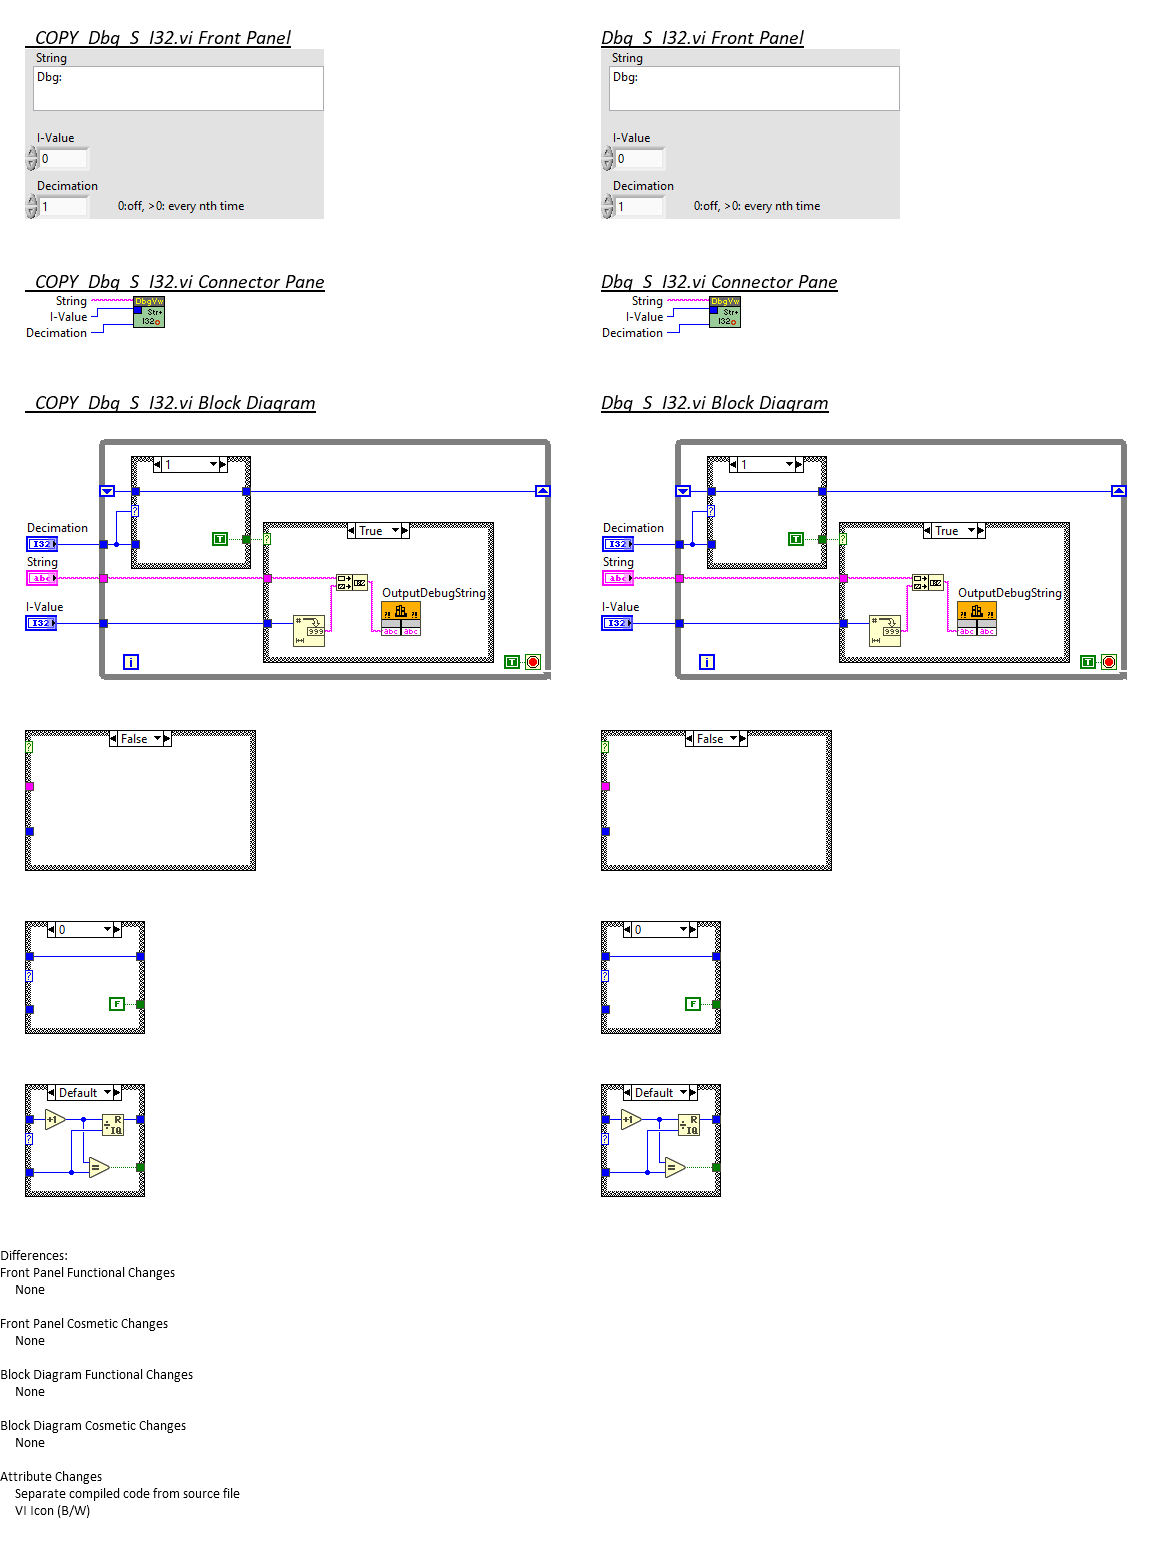 _COPY_Dbg_S_I32.vi Front Panel
String
Dbg:
I-Value
0
Decimation
1
0:off, >0: every nth time
Dbg_S_I32.vi Front Panel
String
Dbg:
I-Value
0
Decimation
1
0:off, >0: every nth time
_COPY_Dbg_S_I32.vi Connector Pane
String
I-Value
Decimation
DbgVw
Str+
I32
Dbg_S_I32.vi Connector Pane
String
I-Value
Decimation
DbgVw
Str+
I32
_COPY_Dbg_S_I32.vi Block Diagram
1
?
Decimation
I32
T
?
True
String
abc
OutputDebugString
I-Value
I32
#
999
?! ?!
abc abc
i
T
Dbg_S_I32.vi Block Diagram
1
?
Decimation
I32
T
?
True
String
abc
OutputDebugString
I-Value
I32
#
999
?! ?!
abc abc
i
T
False
?
False
?
0
?
F
0
?
F
Default
+1
R
IQ
?
=
Default
+1
R
IQ
?
=
Differences:
Front Panel Functional Changes
None
Front Panel Cosmetic Changes
None
Block Diagram Functional Changes
None
Block Diagram Cosmetic Changes
None
Attribute Changes
Separate compiled code from source file
VI Icon (B/W)